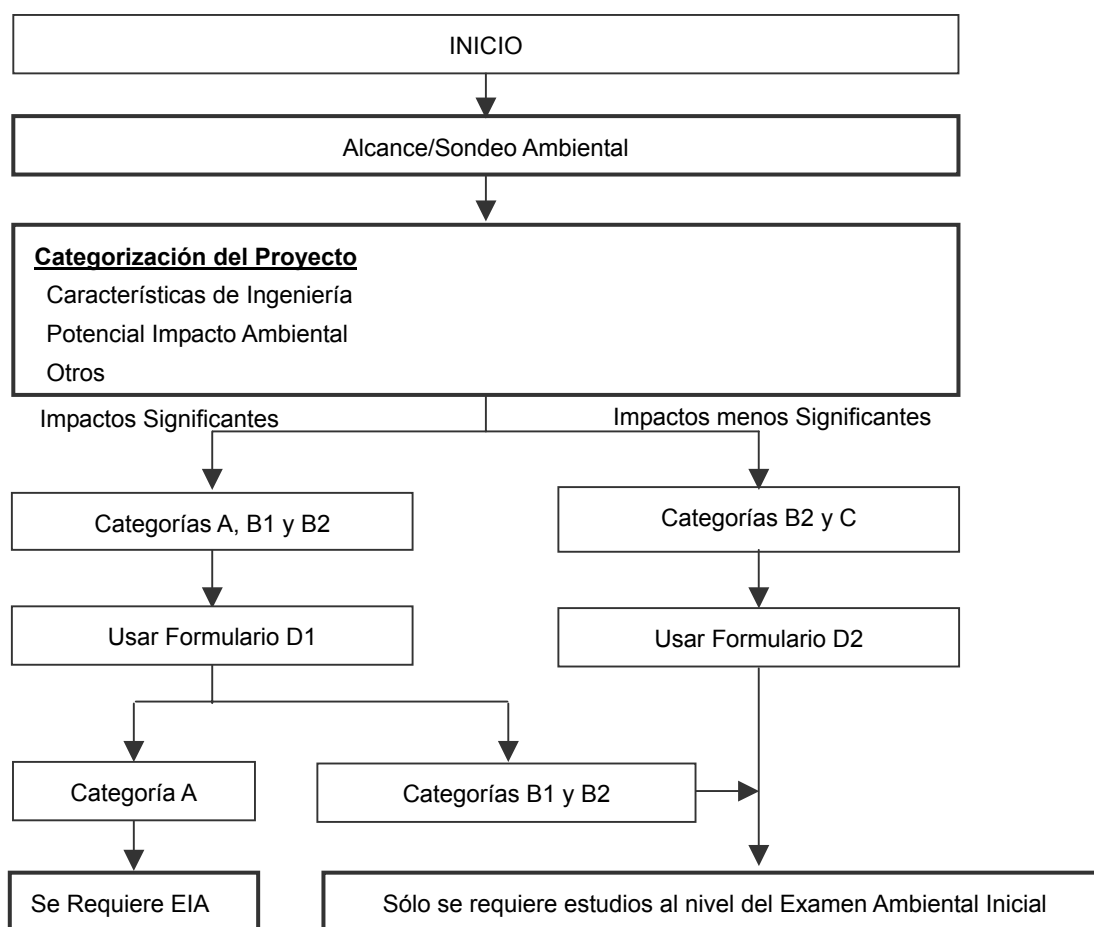 INICIO
Alcance/Sondeo Ambiental
Categorización del Proyecto
Características de Ingeniería
Potencial Impacto Ambiental
Otros
Impactos Significantes
Impactos menos Significantes
Categorías A, B1 y B2
Categorías B2 y C
Usar Formulario D1
Usar Formulario D2
Categoría A
Categorías B1 y B2
Se Requiere EIA
Sólo se requiere estudios al nivel del Examen Ambiental Inicial